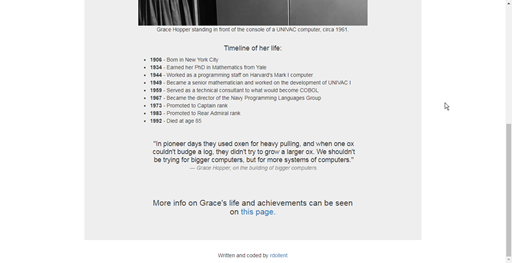 Grace Hopper standing in front of the console of a UNIVAC computer, circa 1961.
Timeline of her life:
1906 - Born in New York City
1934 - Earned her PhD in Mathematics from Yale
1944 - Worked as a programming staff on Harvard's Mark I computer
1949 - Became a senior mathematician and worked on the development of UNIVAC I
1959 - Served as a technical consultant to what would become COBOL
1967 - Became the director of the Navy Programming Languages Group
1973 - Promoted to Captain rank
1983 - Promoted to Rear Admiral rank
1992 - Died at age 85
"In pioneer days they used oxen for heavy pulling, and when one ox
couldn't budge a log, they didn't try to grow a larger ox. We shouldn't
be trying for bigger computers, but for more systems of computers."
— Grace Hopper, on the building of bigger computers.
More info on Grace's life and achievements can be seen
on this page.
Written and coded by